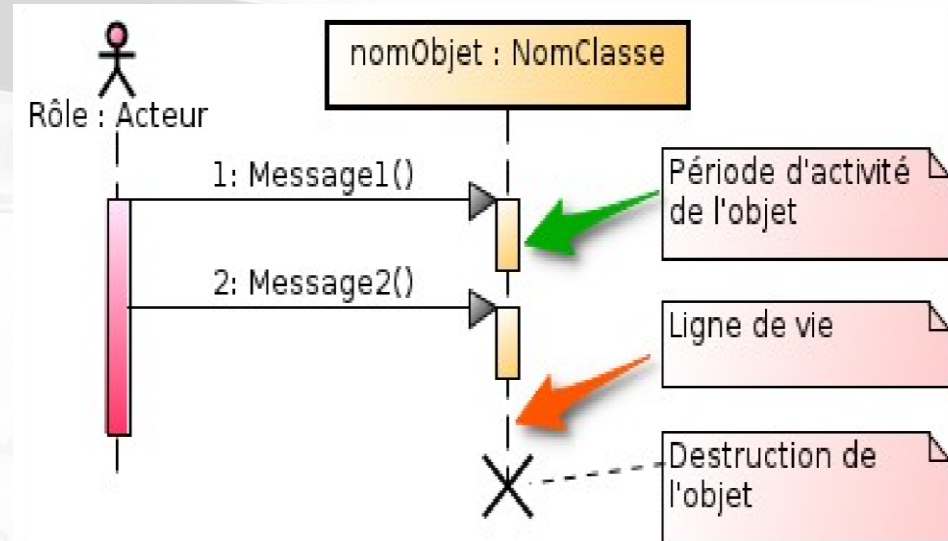 nomObjet : NomClasse
Rôle : Acteur
1: Message1()
Période d'activité
de l'objet
2: Message2()
Ligne de vie
Destruction de
l'objet